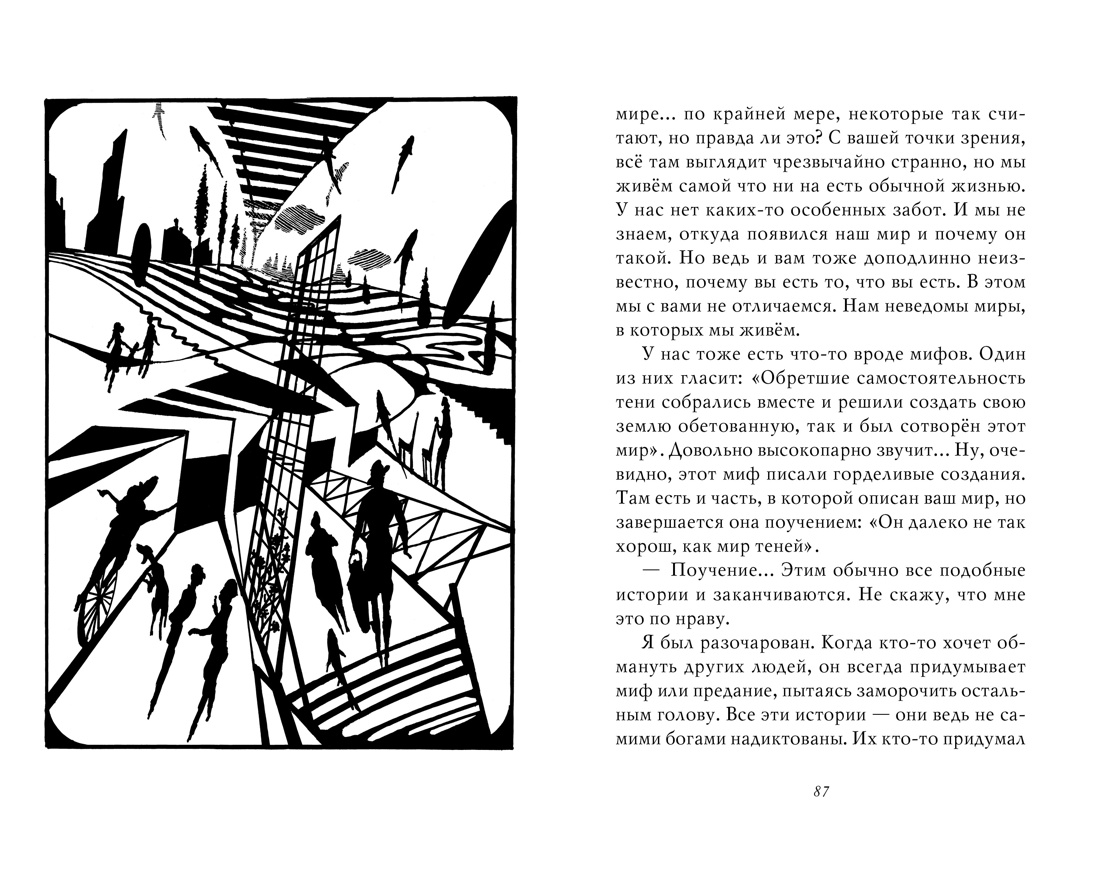 мире... по крайней мере, некоторые так счи-
тают, но правда ли это? С вашей точки зрения,
всё там выглядит чрезвычайно странно, но мы
живём самой что ни на есть обычной жизнью.
У нас нет каких-то особенных забот. И мы не
знаем, откуда появился наш мир и почему он
такой. Но ведь и вам тоже доподлинно неиз-
вестно, почему вы есть то, что вы есть. В этом
мы с вами не отличаемся. Нам неведомы миры,
в которых мы живём.
У нас тоже есть что-то вроде мифов. Один
из них гласит: «Обретшие самостоятельность
тени собрались вместе и решили создать свою
землю обетованную, так и был сотворён этот
мир». Довольно высокопарно звучит... Ну, оче-
видно, этот миф писали горделивые создания.
Там есть и часть, в которой описан ваш мир, но
завершается она поучением: «Он далеко не так
хорош, как мир теней».
— Поучение... Этим обычно все подобные
истории и заканчиваются. Не скажу, что мне
это по нраву.
Я был разочарован. Когда кто-то хочет об-
мануть других людей, он всегда придумывает
миф или предание, пытаясь заморочить осталь-
ным голову. Все эти истории — они ведь не са-
мими богами надиктованы. Их кто-то придумал
87